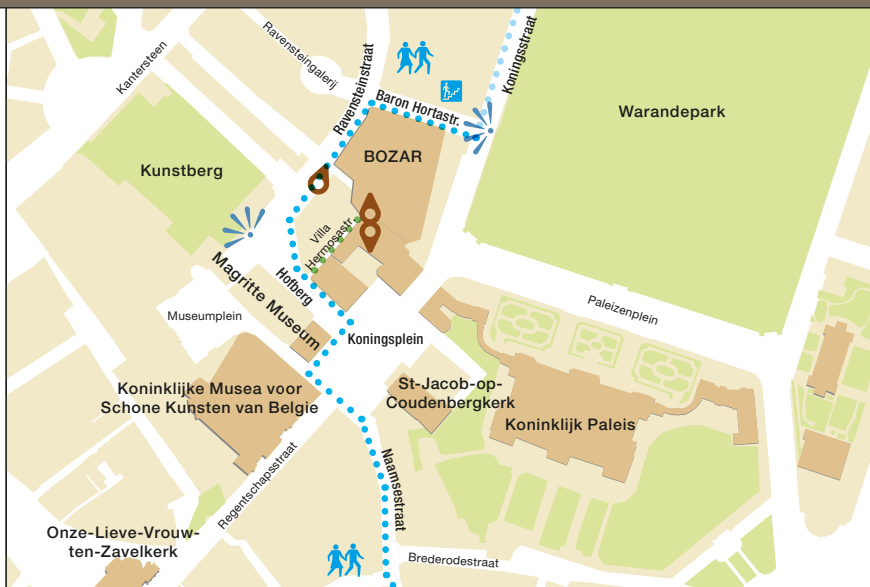 Kantersteen
Ravensteingalerij
Ravensteinstraat
Koningsstraat
Baron Hortastr.
Warandepark
BOZAR
Kunstberg
Villa
Hermosastr.
Hofberg
Magritte Museum
Museumplein
Paleizenplein
Koningsplein
Koninklijke Musea voor
Schone Kunsten van Belgie
St-Jacob-op-
Coudenbergkerk
Koninklijk Paleis
Regentschapsstraat
Naamsestraat
Onze-Lieve-Vrouw-
ten-Zavelkerk
Brederodestraat